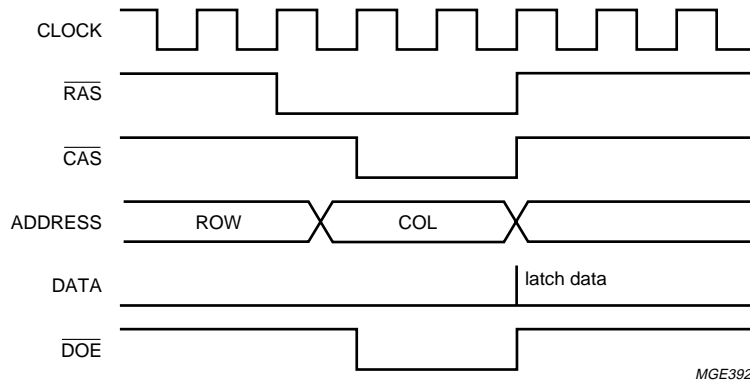 CLOCK
RAS
CAS
ADDRESS ROW COL
DATA latch data
DOE
MGE392